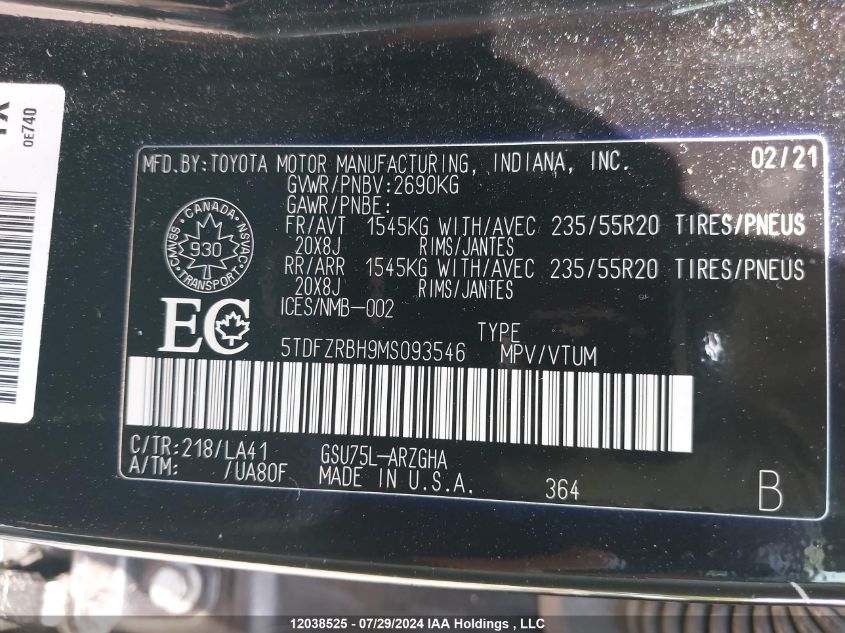 0E740
MFD.BY:TOYOTA MOTOR MANUFACTURING, INDIANA, INC. 02/21
GVWR/PNBV:2690KG
GAWR/PNBE:
FR/AVT 1545KG WITH/AVEC 235/55R20 TIRES/PNEUS
20X8J RIMS/JANTES
RR/ARR 1545KG WITH/AVEC 235/55R20 TIRES/PNEUS
20X8J RIMS/JANTES
ICES/NMB-002
CANADA
CMVSS 930 NSVAC
TRANSPORT
EC
TYPE
5TDFZRBH9MS093546 MPV/VTUM
C/TR:218/LA41 GSU75L-ARZGHA
A/TM: /UA80F MADE IN U.S.A. 364 B
12038525 - 07/29/2024 IAA Holdings, LLC